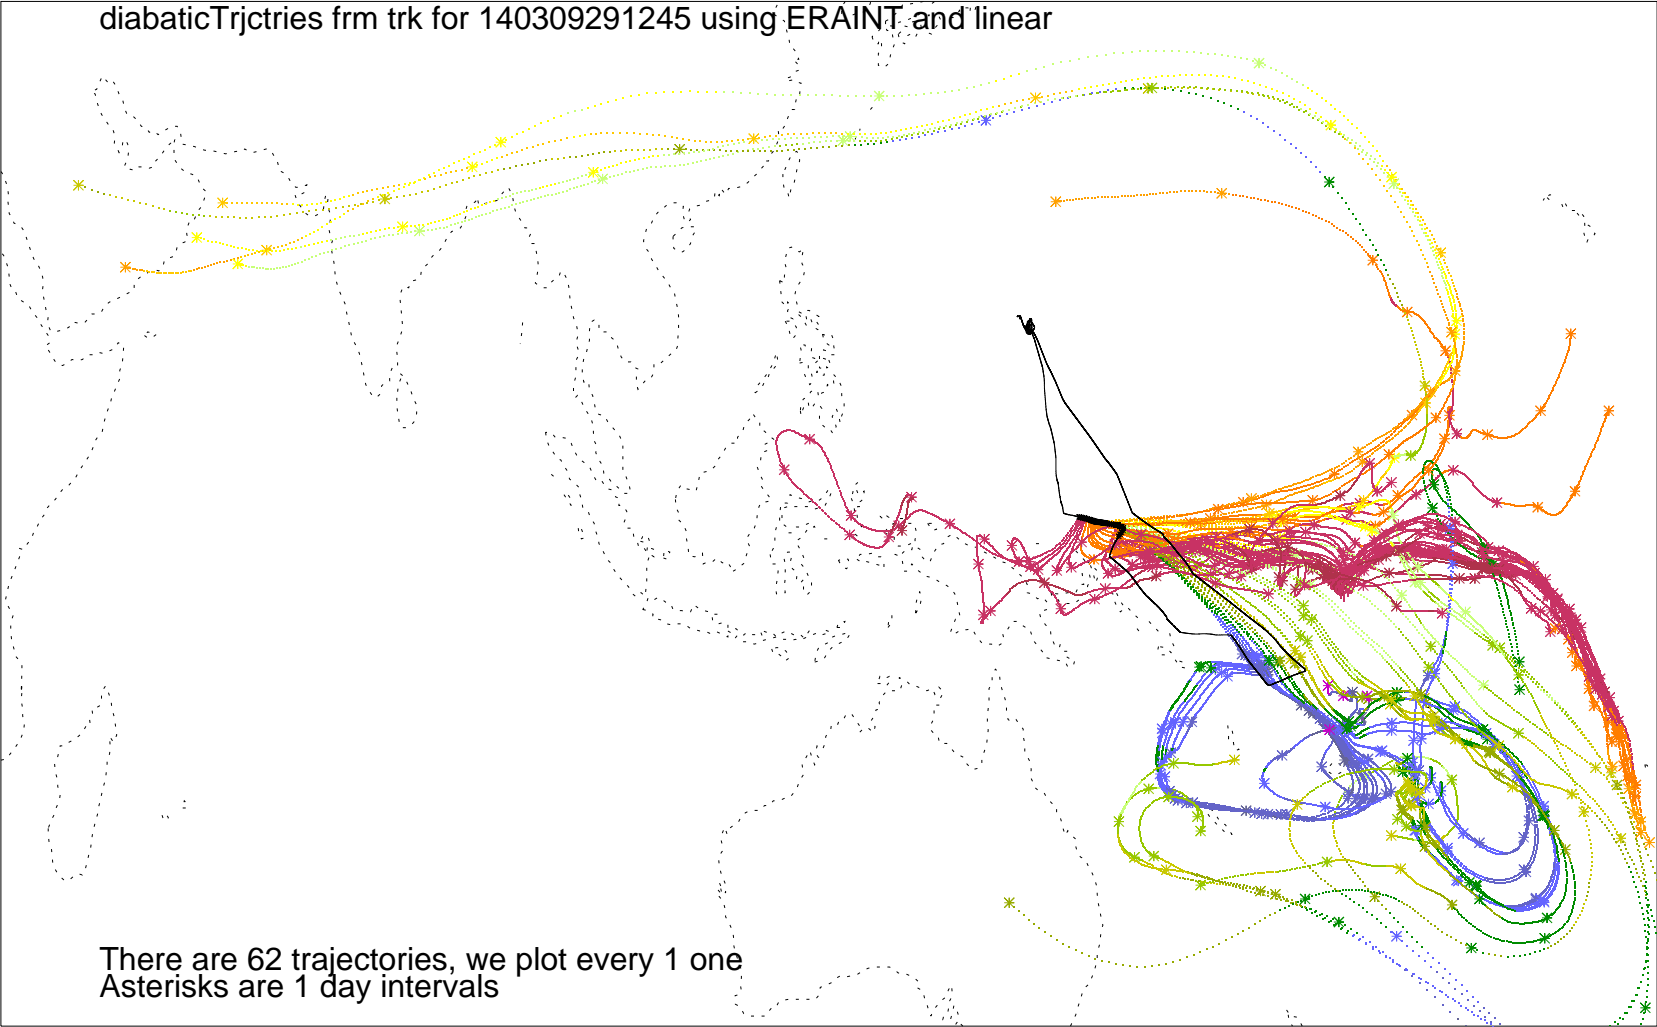 diabaticTrjctries frm trk for 140309291245 using ERAINT and linear
There are 62 trajectories, we plot every 1 one
Asterisks are 1 day intervals